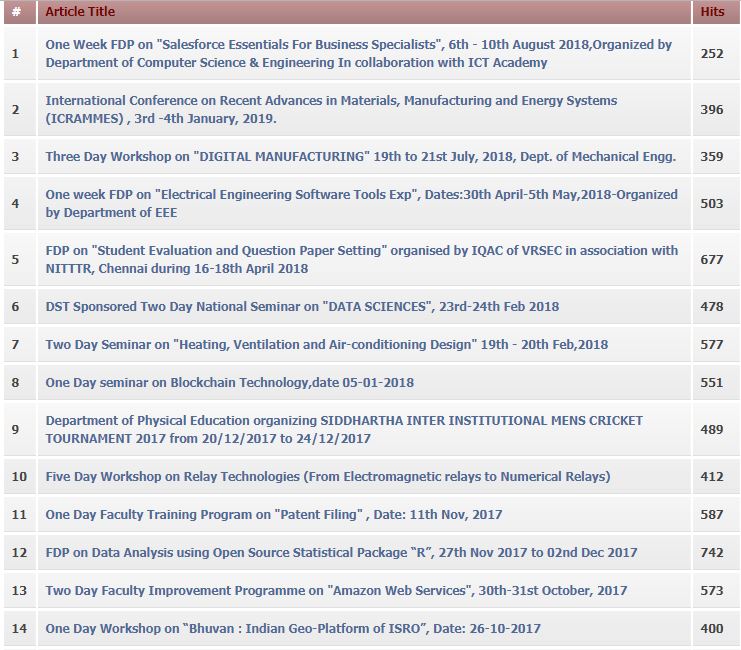 # Article Title Hits
1 One Week FDP on "Salesforce Essentials For Business Specialists", 6th - 10th August 2018,Organized by
Department of Computer Science & Engineering In collaboration with ICT Academy 252
2 International Conference on Recent Advances in Materials, Manufacturing and Energy Systems
(ICRAMMES) , 3rd -4th January, 2019. 396
3 Three Day Workshop on "DIGITAL MANUFACTURING" 19th to 21st July, 2018, Dept. of Mechanical Engg. 359
4 One week FDP on "Electrical Engineering Software Tools Exp", Dates:30th April-5th May,2018-Organized
by Department of EEE 503
5 FDP on "Student Evaluation and Question Paper Setting" organised by IQAC of VRSEC in association with
NITTTR, Chennai during 16-18th April 2018 677
6 DST Sponsored Two Day National Seminar on "DATA SCIENCES", 23rd-24th Feb 2018 478
7 Two Day Seminar on "Heating, Ventilation and Air-conditioning Design" 19th - 20th Feb,2018 577
8 One Day seminar on Blockchain Technology,date 05-01-2018 551
9 Department of Physical Education organizing SIDDHARTHA INTER INSTITUTIONAL MENS CRICKET
TOURNAMENT 2017 from 20/12/2017 to 24/12/2017 489
10 Five Day Workshop on Relay Technologies (From Electromagnetic relays to Numerical Relays) 412
11 One Day Faculty Training Program on "Patent Filing" , Date: 11th Nov, 2017 587
12 FDP on Data Analysis using Open Source Statistical Package “R”, 27th Nov 2017 to 02nd Dec 2017 742
13 Two Day Faculty Improvement Programme on "Amazon Web Services", 30th-31st October, 2017 573
14 One Day Workshop on “Bhuvan : Indian Geo-Platform of ISRO”, Date: 26-10-2017 400